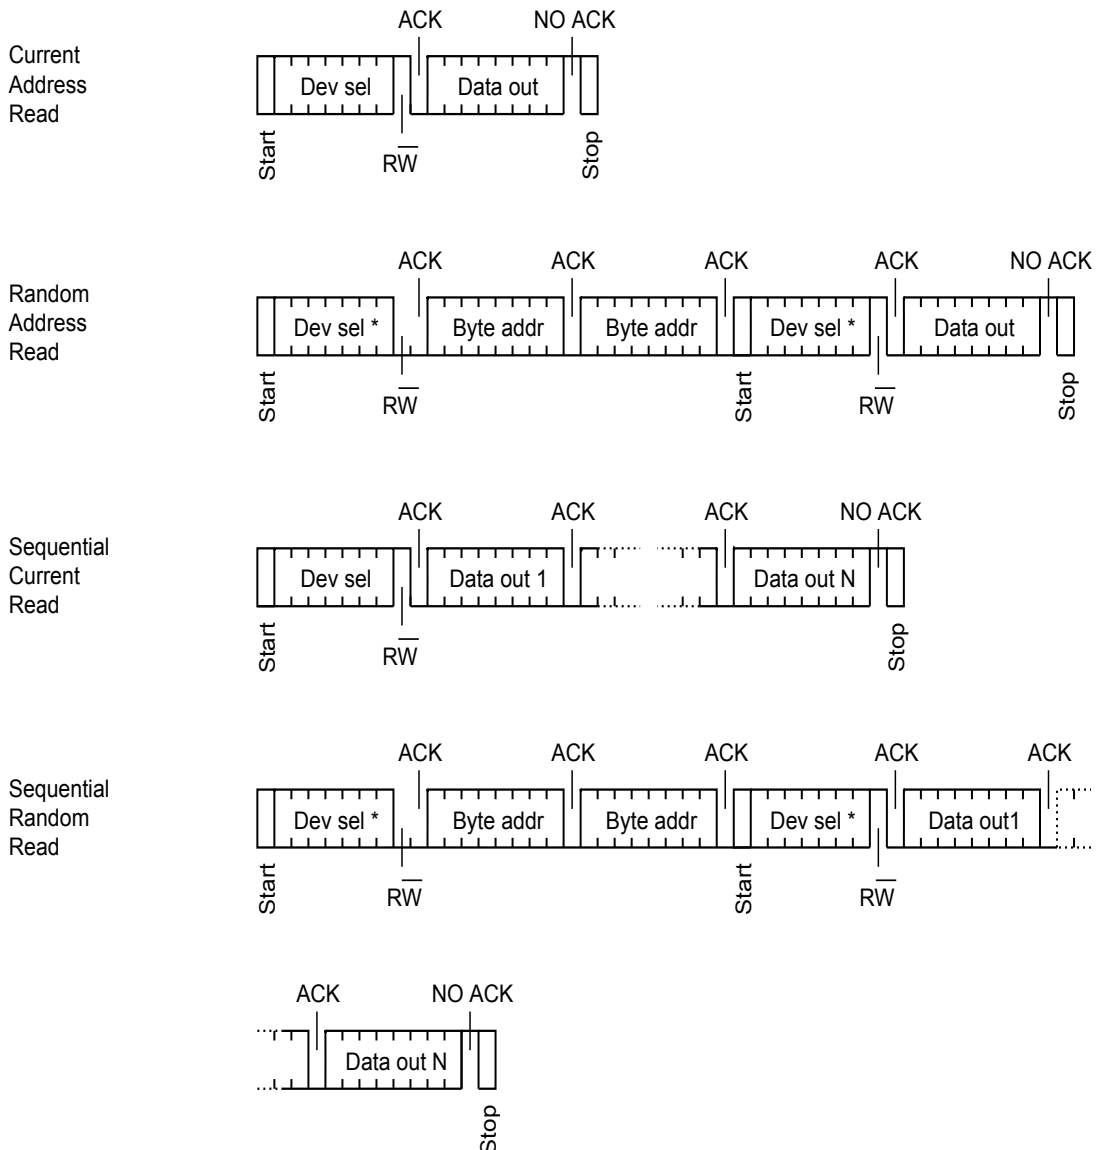 ACK NO ACK
Current
Address
Read
Dev sel Data out
Start RW Stop
ACK ACK ACK ACK NO ACK
Random
Address
Read
Dev sel * Byte addr Byte addr Dev sel * Data out
Start RW Start RW Stop
ACK ACK ACK NO ACK
Sequential
Current
Read
Dev sel Data out 1 Data out N
Start RW Stop
ACK ACK ACK ACK ACK
Sequential
Random
Read
Dev sel * Byte addr Byte addr Dev sel * Data out1
Start RW Start RW
ACK NO ACK
Data out N
Stop